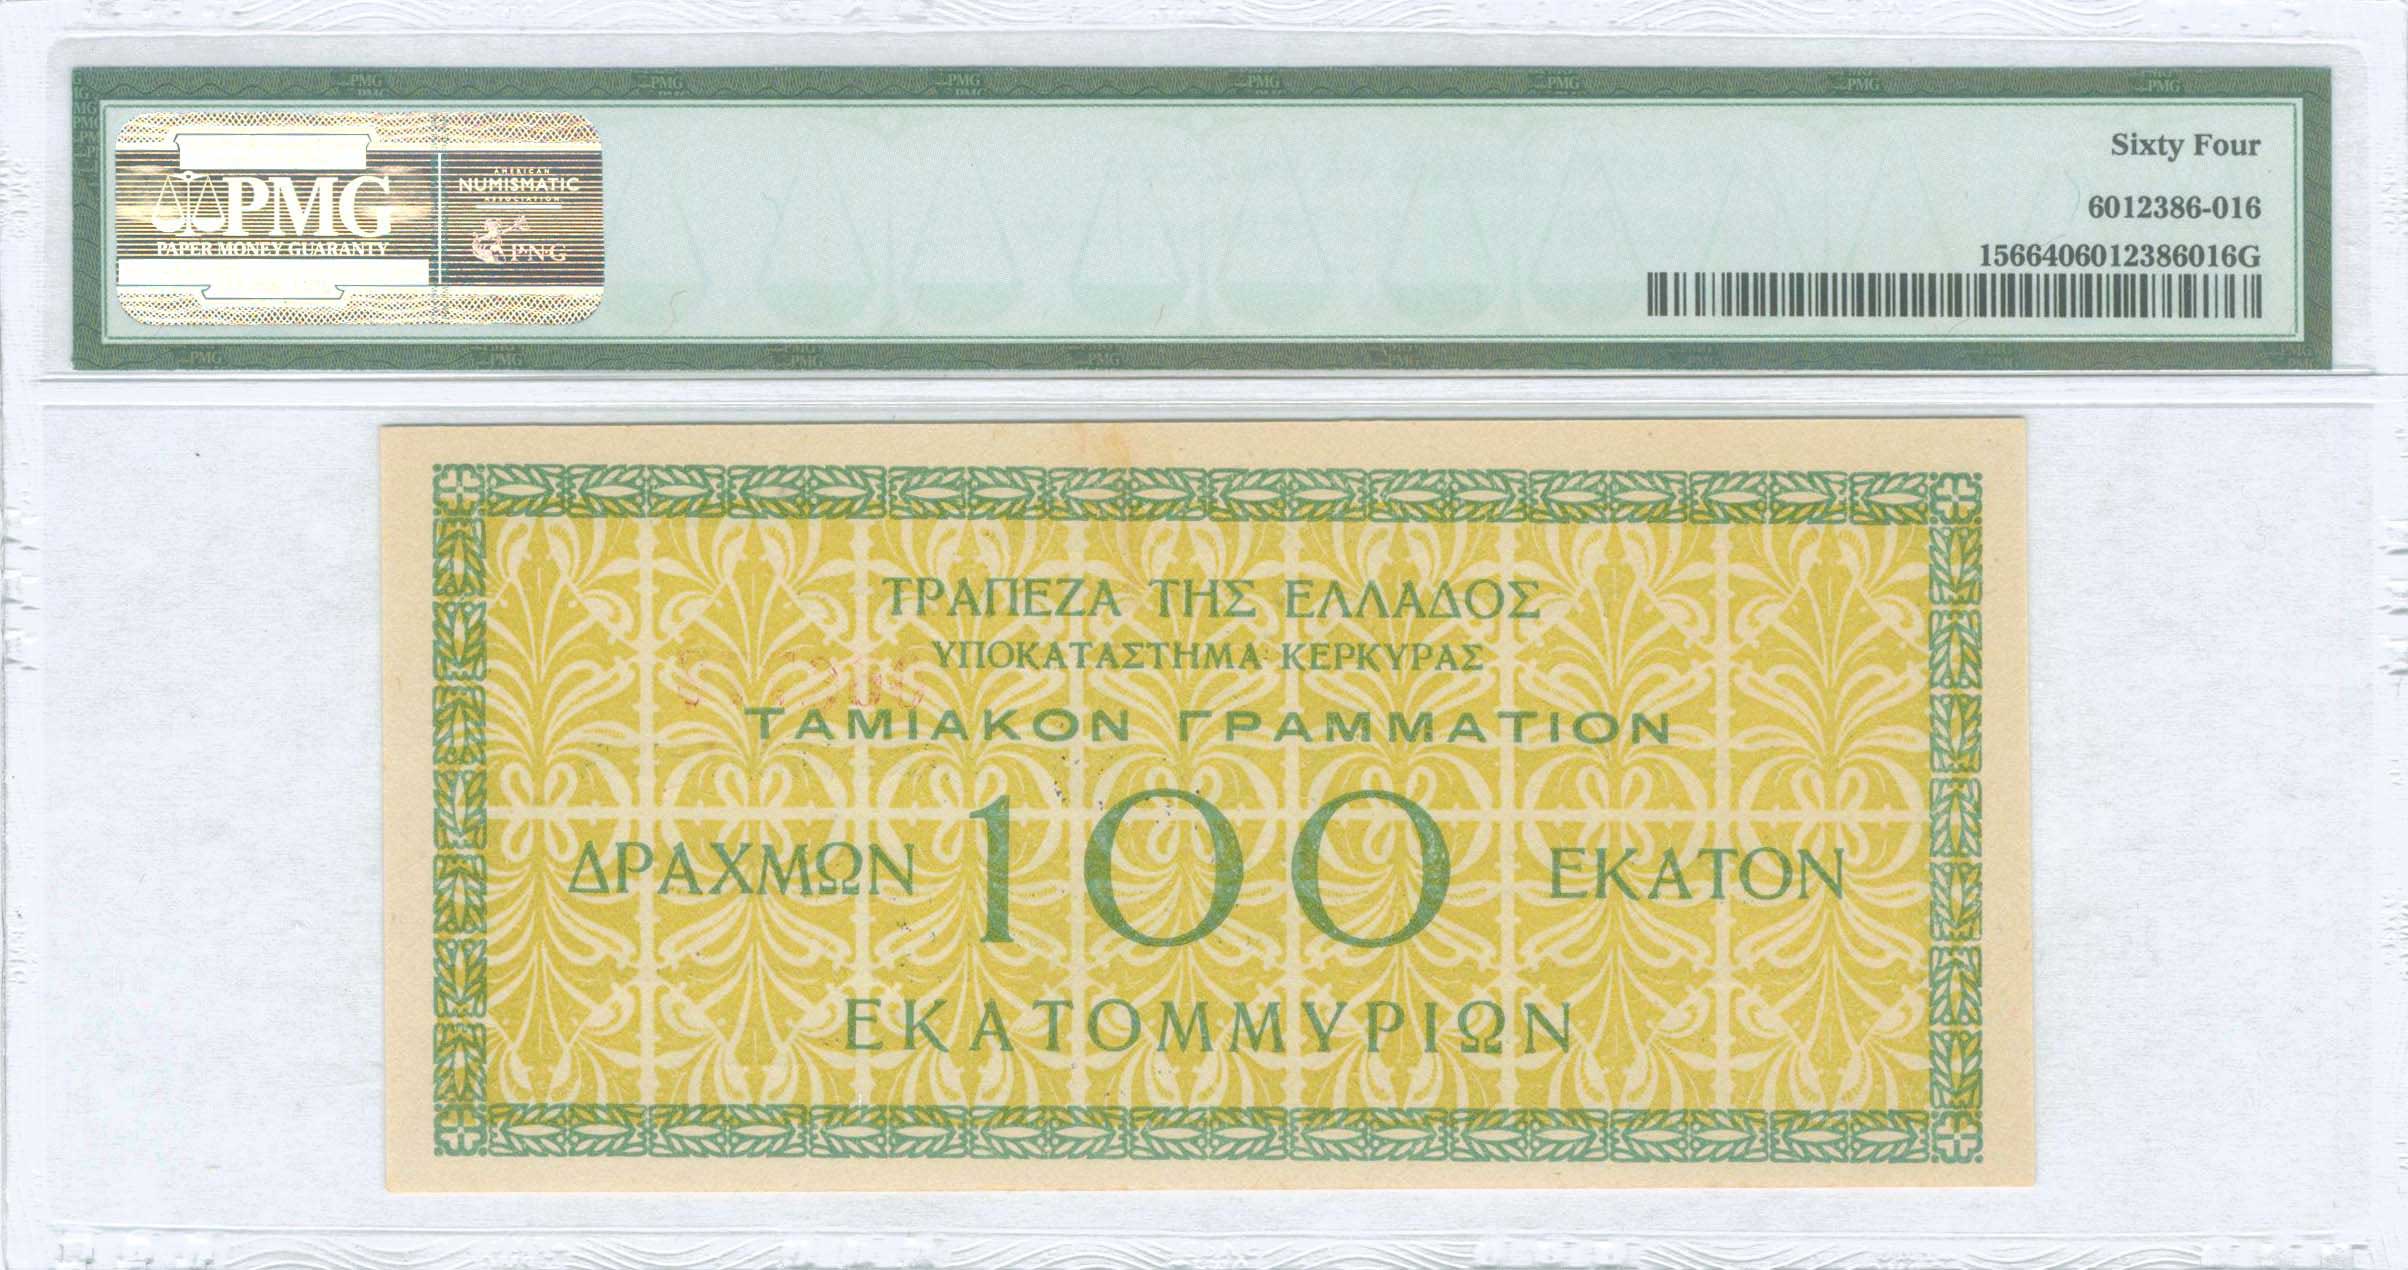 Sixty Four
6012386-016
1566406012386016G
PMG
PAPER MONEY GUARANTY
AMERICAN
NUMISMATIC
ASSOCIATION
PNG
ΤΡΑΠΕΖΑ ΤΗΣ ΕΛΛΑΔΟΣ
ΥΠΟΚΑΤΑΣΤΗΜΑ ΚΕΡΚΥΡΑΣ
ΤΑΜΙΑΚΟΝ ΓΡΑΜΜΑΤΙΟΝ
ΔΡΑΧΜΩΝ 100 ΕΚΑΤΟΝ
ΕΚΑΤΟΜΜΥΡΙΩΝ